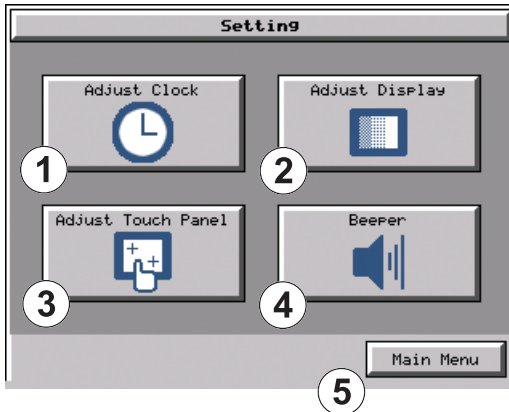 Setting
Adjust Clock
Adjust Display
1
2
Adjust Touch Panel
Beeper
3
4
Main Menu
5